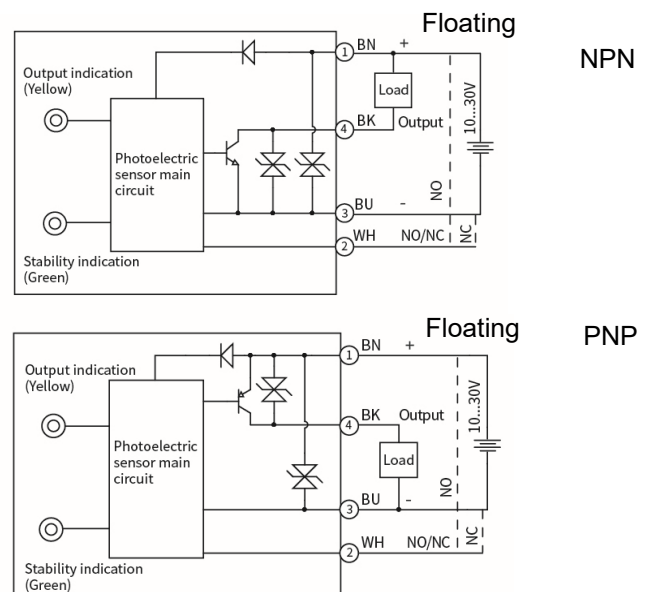 Floating
NPN
Output indication
(Yellow)
1 BN +
Load
10...30V
4 BK Output
Photoelectric
sensor main
circuit
NO
3 BU -
2 WH NO/NC
NC
Stability indication
(Green)
Floating
PNP
Output indication
(Yellow)
1 BN +
10...30V
4 BK Output
Photoelectric
sensor main
circuit
Load
NO
3 BU -
2 WH NO/NC
NC
Stability indication
(Green)